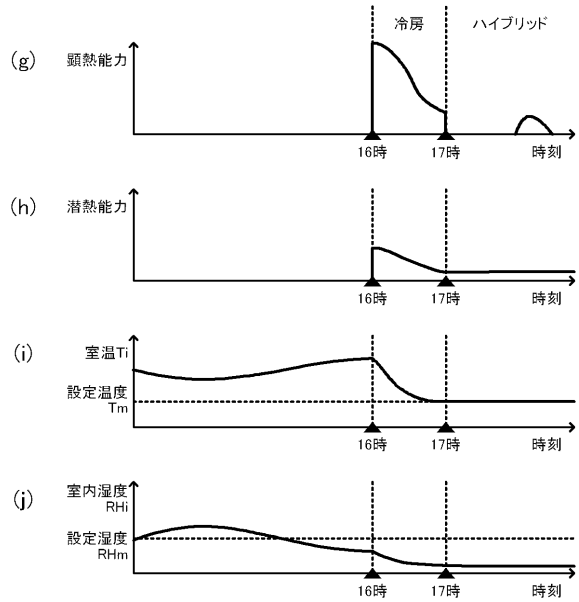 冷房 ハイブリッド
(g) 顕熱能力
16時 17時 時刻
(h) 潜熱能力
16時 17時 時刻
(i) 室温Ti
設定温度
Tm
16時 17時 時刻
(j) 室内湿度
RHi
設定湿度
RHm
16時 17時 時刻